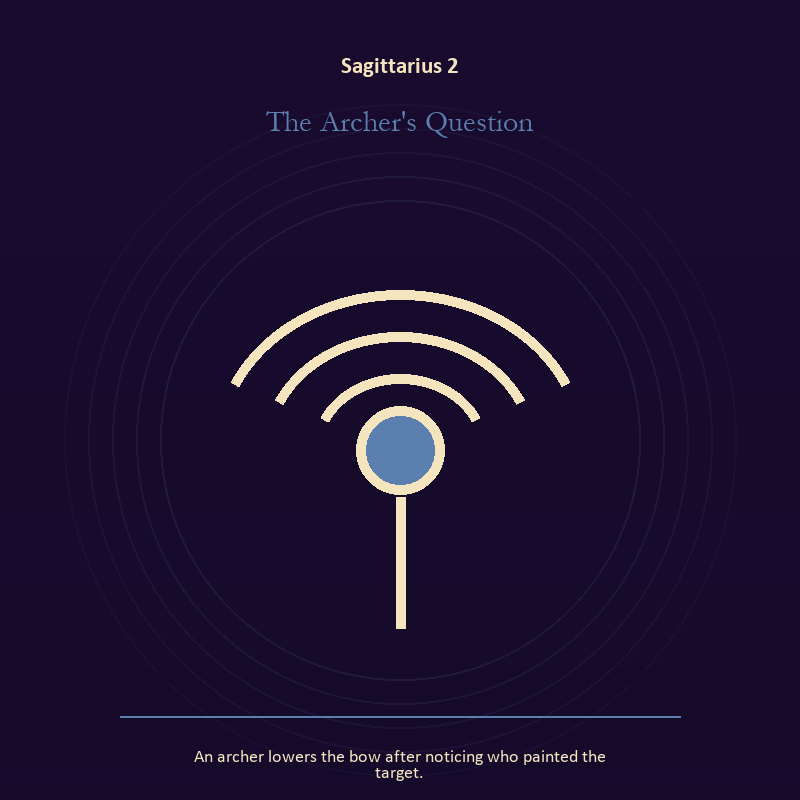 Sagittarius 2
The Archer's Question
An archer lowers the bow after noticing who painted the
target.